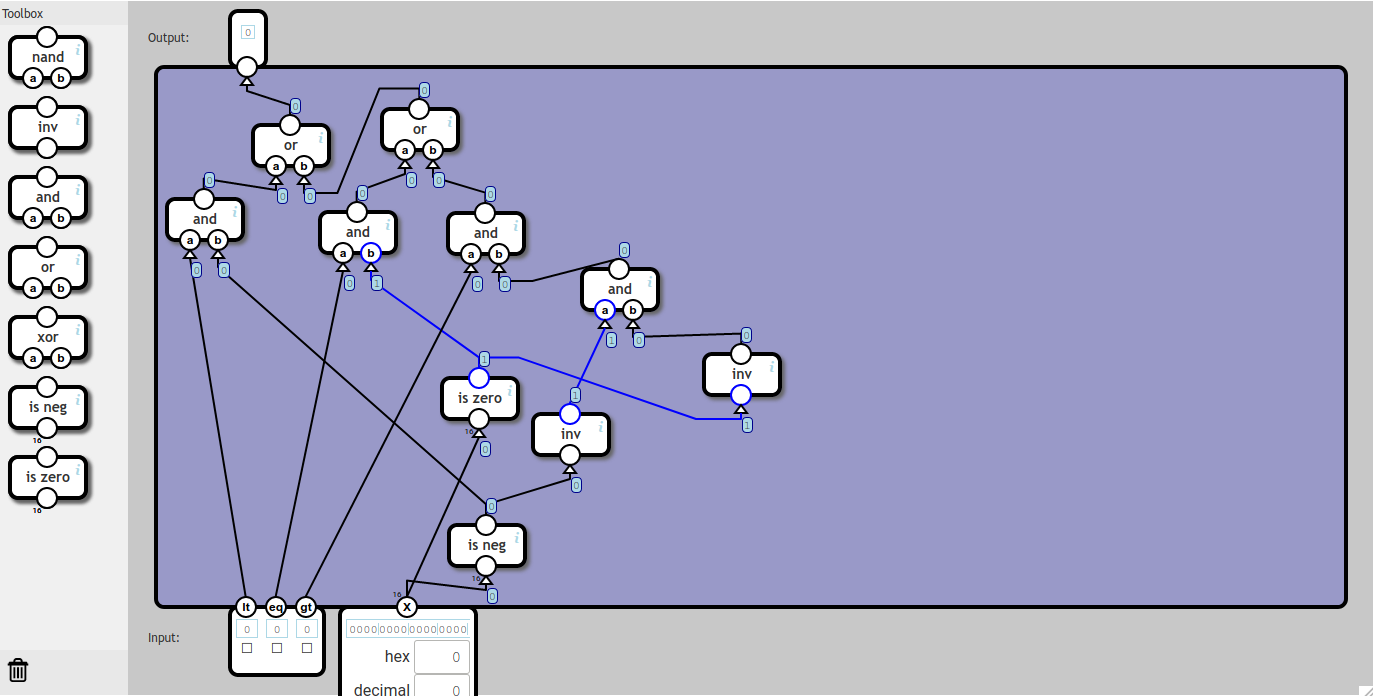 Toolbox
nand
a b
inv
and
a b
or
a b
xor
a b
is neg
16
is zero
16
Output:
0
0
or
a b
0 0
0
or
a b
0 0
0
and
a b
0 0
0
and
a b
0 1
0
and
a b
0 0
0
and
a b
1 0
0
inv
1
1
is zero
16
0
1
inv
0
0
is neg
16
0
Input:
lt eq gt
0 0 0
16
X
0000 0000 0000 0000
hex 0
decimal 0